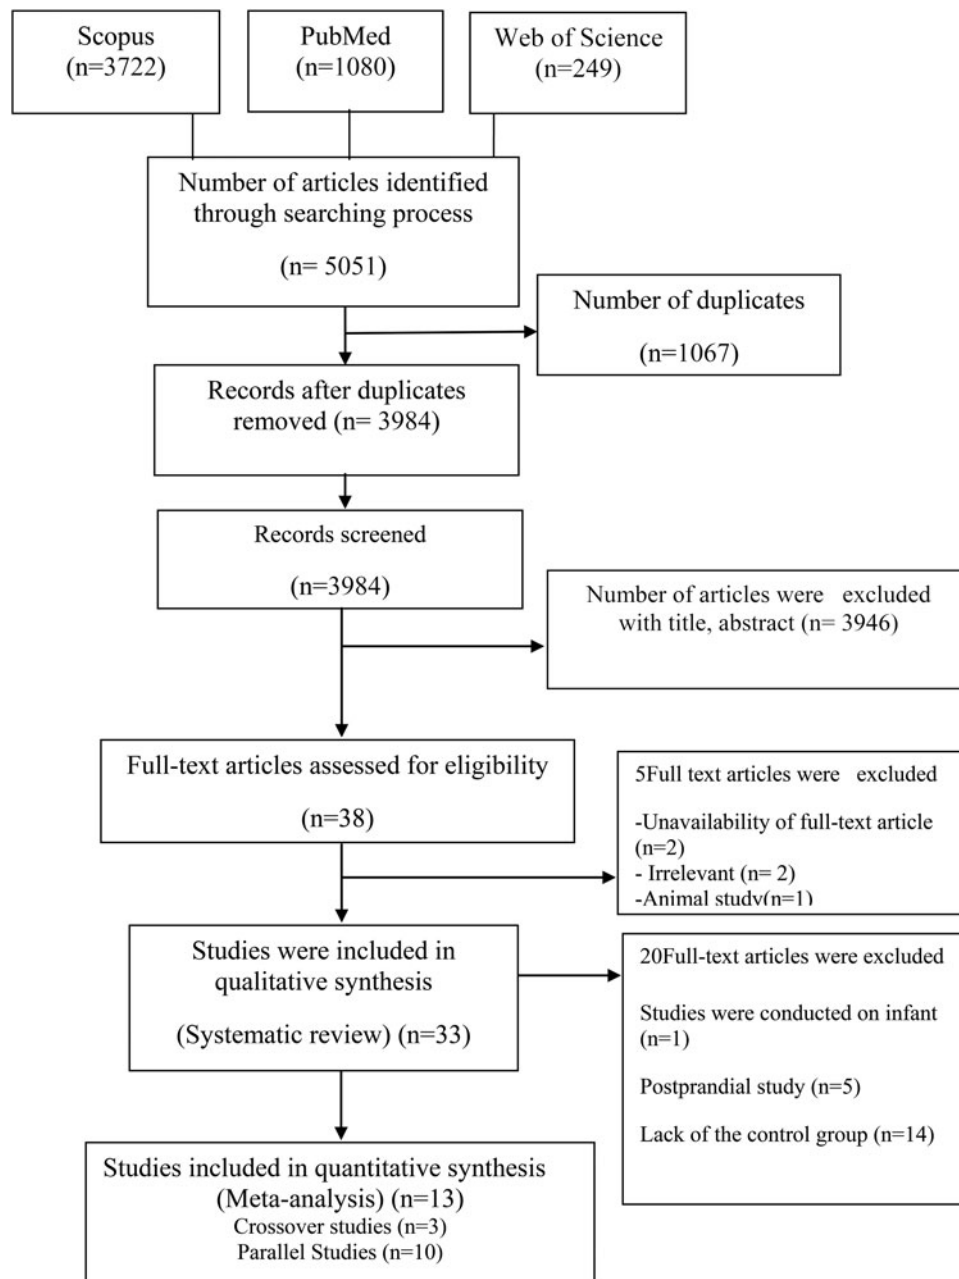 Scopus
(n=3722)
PubMed
(n=1080)
Web of Science
(n=249)
Number of articles identified
through searching process
(n= 5051)
Number of duplicates
(n=1067)
Records after duplicates
removed (n= 3984)
Records screened
(n=3984)
Number of articles were excluded
with title, abstract (n= 3946)
Full-text articles assessed for eligibility
(n=38)
5Full text articles were excluded
-Unavailability of full-text article
(n=2)
- Irrelevant (n= 2)
-Animal study(n=1)
Studies were included in
qualitative synthesis
(Systematic review) (n=33)
20Full-text articles were excluded
Studies were conducted on infant
(n=1)
Postprandial study (n=5)
Lack of the control group (n=14)
Studies included in quantitative synthesis
(Meta-analysis) (n=13)
Crossover studies (n=3)
Parallel Studies (n=10)